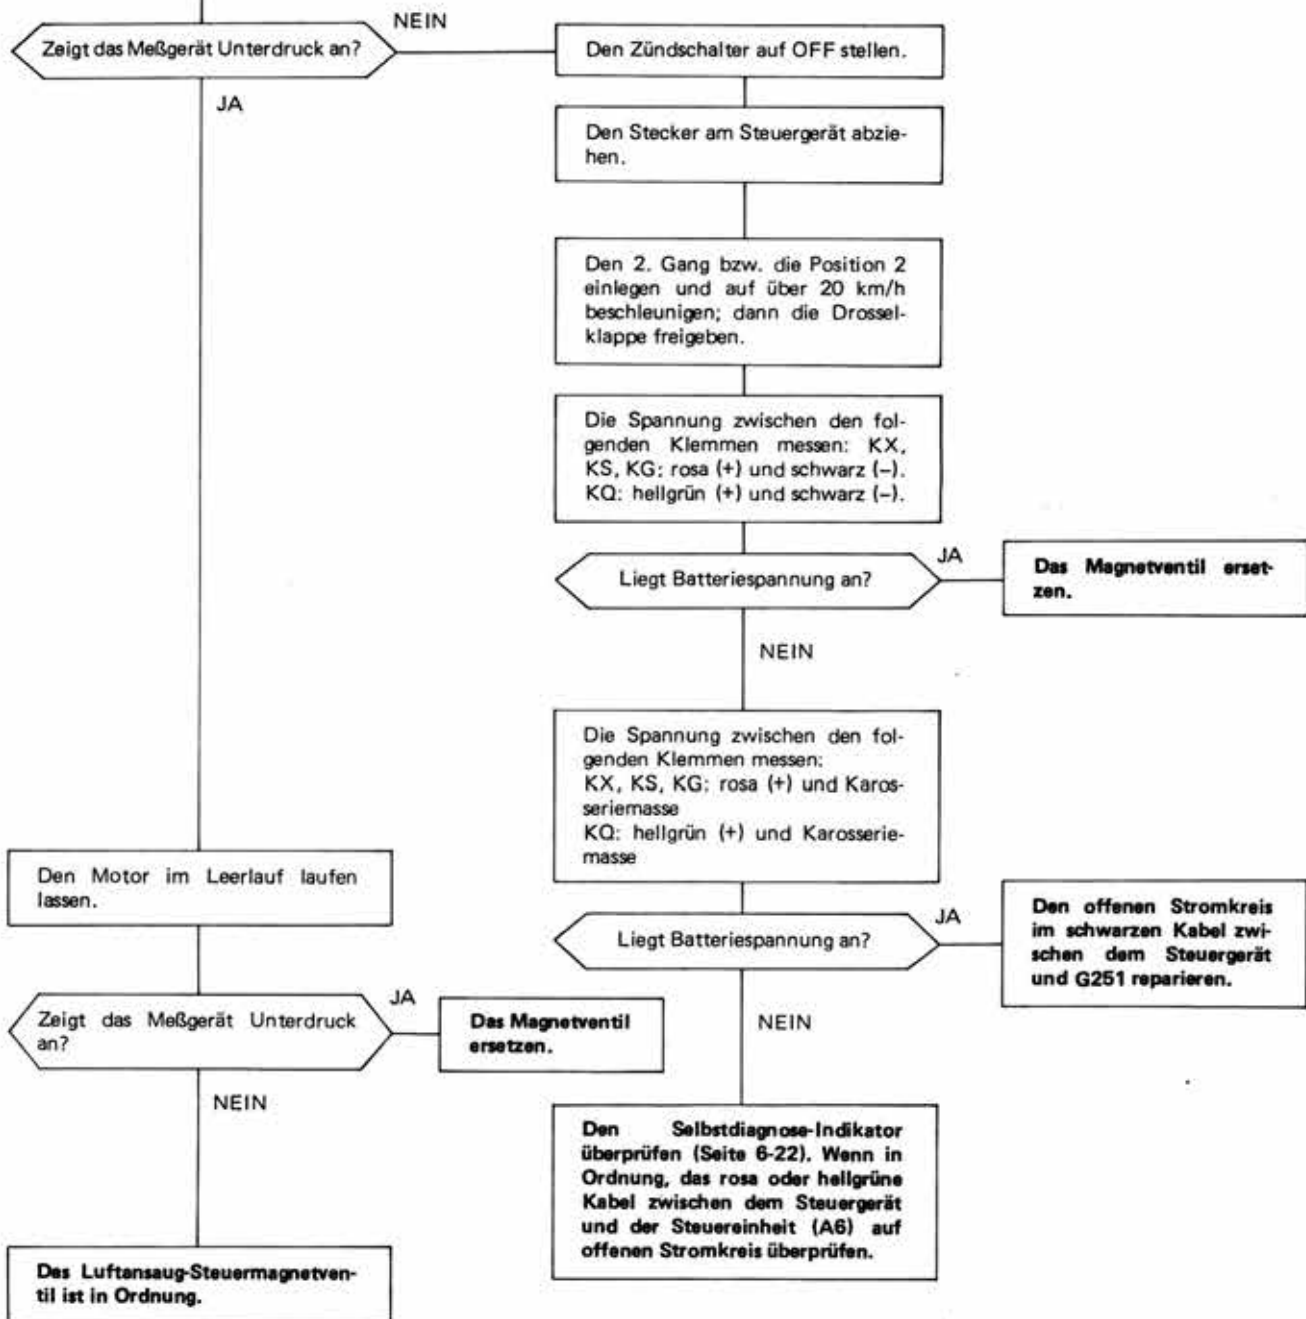 Zeigt das Meßgerät Unterdruck an?
NEIN
JA
Den Zündschalter auf OFF stellen.
Den Stecker am Steuergerät abzie-
hen.
Den 2. Gang bzw. die Position 2
einlegen und auf über 20 km/h
beschleunigen; dann die Drossel-
klappe freigeben.
Die Spannung zwischen den fol-
genden Klemmen messen: KX,
KS, KG: rosa (+) und schwarz (–).
KQ: hellgrün (+) und schwarz (–).
Liegt Batteriespannung an?
JA
Das Magnetventil erset-
zen.
NEIN
Die Spannung zwischen den fol-
genden Klemmen messen:
KX, KS, KG: rosa (+) und Karos-
seriemasse
KQ: hellgrün (+) und Karosserie-
masse
Liegt Batteriespannung an?
JA
Den offenen Stromkreis
im schwarzen Kabel zwi-
schen dem Steuergerät
und G251 reparieren.
NEIN
Den Selbstdiagnose-Indikator
überprüfen (Seite 6-22). Wenn in
Ordnung, das rosa oder hellgrüne
Kabel zwischen dem Steuergerät
und der Steuereinheit (A6) auf
offenen Stromkreis überprüfen.
Den Motor im Leerlauf laufen
lassen.
Zeigt das Meßgerät Unterdruck
an?
JA
Das Magnetventil
ersetzen.
NEIN
Des Luftansaug-Steuermagnetven-
til ist in Ordnung.